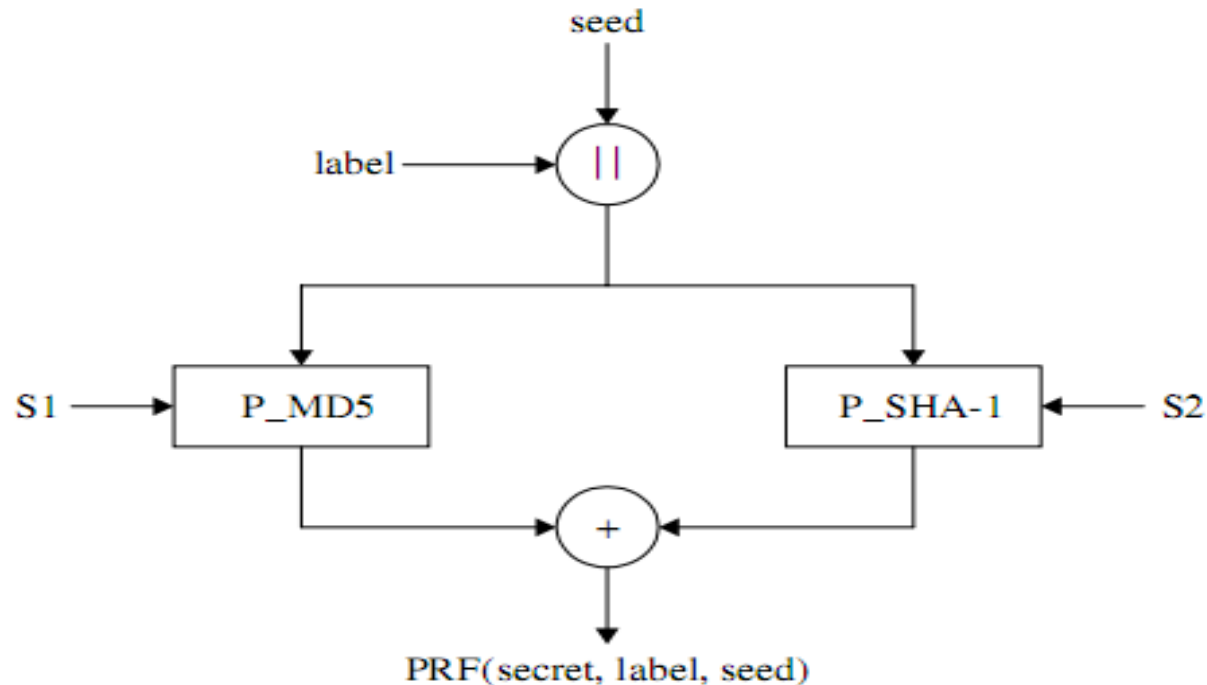 seed
label
||
S1
P_MD5
P_SHA-1
S2
+
PRF(secret, label, seed)